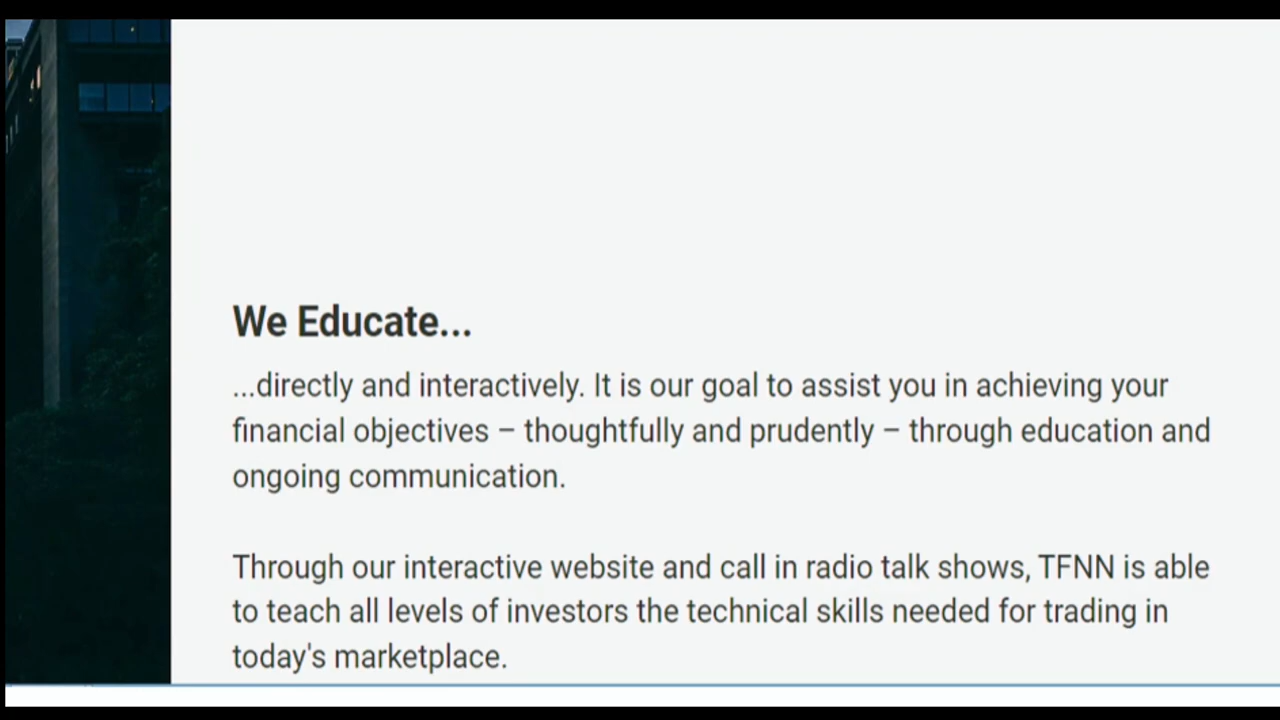 We Educate...
...directly and interactively. It is our goal to assist you in achieving your
financial objectives – thoughtfully and prudently – through education and
ongoing communication.
Through our interactive website and call in radio talk shows, TFNN is able
to teach all levels of investors the technical skills needed for trading in
today's marketplace.